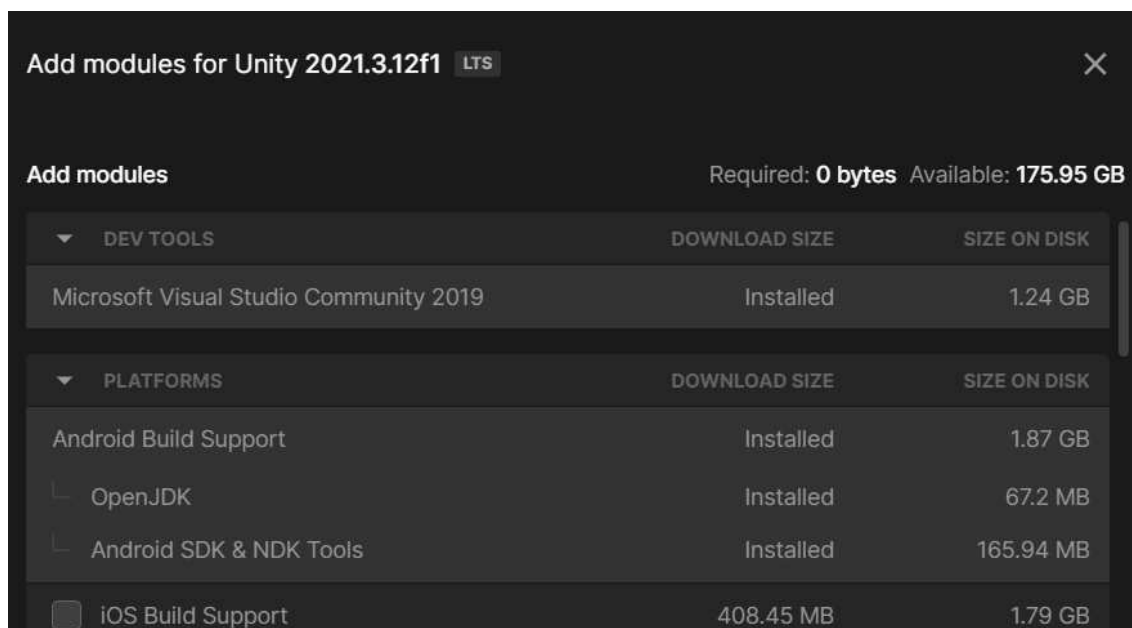 Add modules for Unity 2021.3.12f1 LTS
Add modules Required: 0 bytes Available: 175.95 GB
DEV TOOLS DOWNLOAD SIZE SIZE ON DISK
Microsoft Visual Studio Community 2019 Installed 1.24 GB
PLATFORMS DOWNLOAD SIZE SIZE ON DISK
Android Build Support Installed 1.87 GB
OpenJDK Installed 67.2 MB
Android SDK & NDK Tools Installed 165.94 MB
iOS Build Support 408.45 MB 1.79 GB